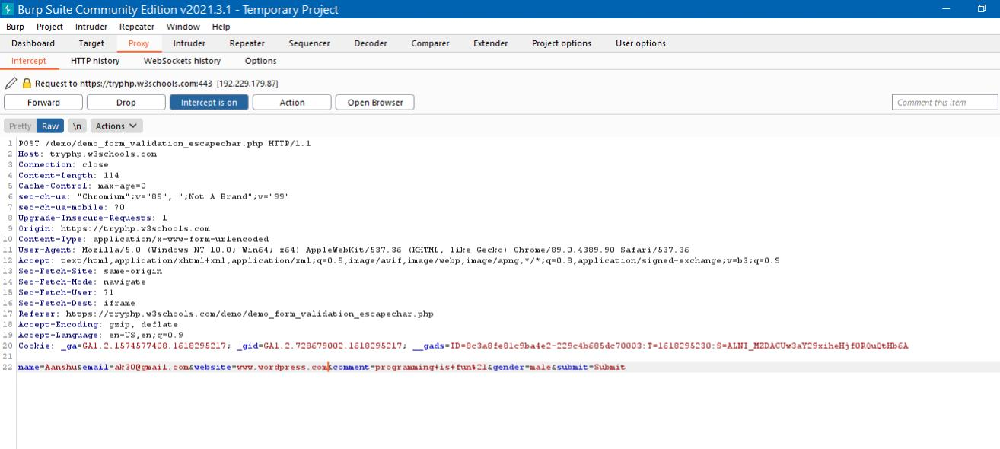 Burp Suite Community Edition v2021.3.1 - Temporary Project
Burp Project Intruder Repeater Window Help
Dashboard Target Proxy Intruder Repeater Sequencer Decoder Comparer Extender Project options User options
Intercept HTTP history WebSockets history Options
Request to https://tryphp.w3schools.com:443 [192.229.179.87]
Forward Drop Intercept is on Action Open Browser Comment this item
Pretty Raw \n Actions
1 POST /demo/demo_form_validation_escapechar.php HTTP/1.1
2 Host: tryphp.w3schools.com
3 Connection: close
4 Content-Length: 114
5 Cache-Control: max-age=0
6 sec-ch-ua: "Chromium";v="89", ";Not A Brand";v="99"
7 sec-ch-ua-mobile: ?0
8 Upgrade-Insecure-Requests: 1
9 Origin: https://tryphp.w3schools.com
10 Content-Type: application/x-www-form-urlencoded
11 User-Agent: Mozilla/5.0 (Windows NT 10.0; Win64; x64) AppleWebKit/537.36 (KHTML, like Gecko) Chrome/89.0.4389.90 Safari/537.36
12 Accept: text/html,application/xhtml+xml,application/xml;q=0.9,image/avif,image/webp,image/apng,*/*;q=0.8,application/signed-exchange;v=b3;q=0.9
13 Sec-Fetch-Site: same-origin
14 Sec-Fetch-Mode: navigate
15 Sec-Fetch-User: ?1
16 Sec-Fetch-Dest: iframe
17 Referer: https://tryphp.w3schools.com/demo/demo_form_validation_escapechar.php
18 Accept-Encoding: gzip, deflate
19 Accept-Language: en-US,en;q=0.9
20 Cookie: _ga=GA1.2.1574577408.1618295217; _gid=GA1.2.728679002.1618295217; __gads=ID=8c3a8fe81c9ba4e2-229c4b685dc70003:T=1618295230:S=ALNI_MZDACUw3aY29xiheHjf0RQuQtHb6A
21
22 name=Aanshu&email=ak30@gmail.com&website=www.wordpress.com&comment=programming+is+fun%21&gender=male&submit=Submit